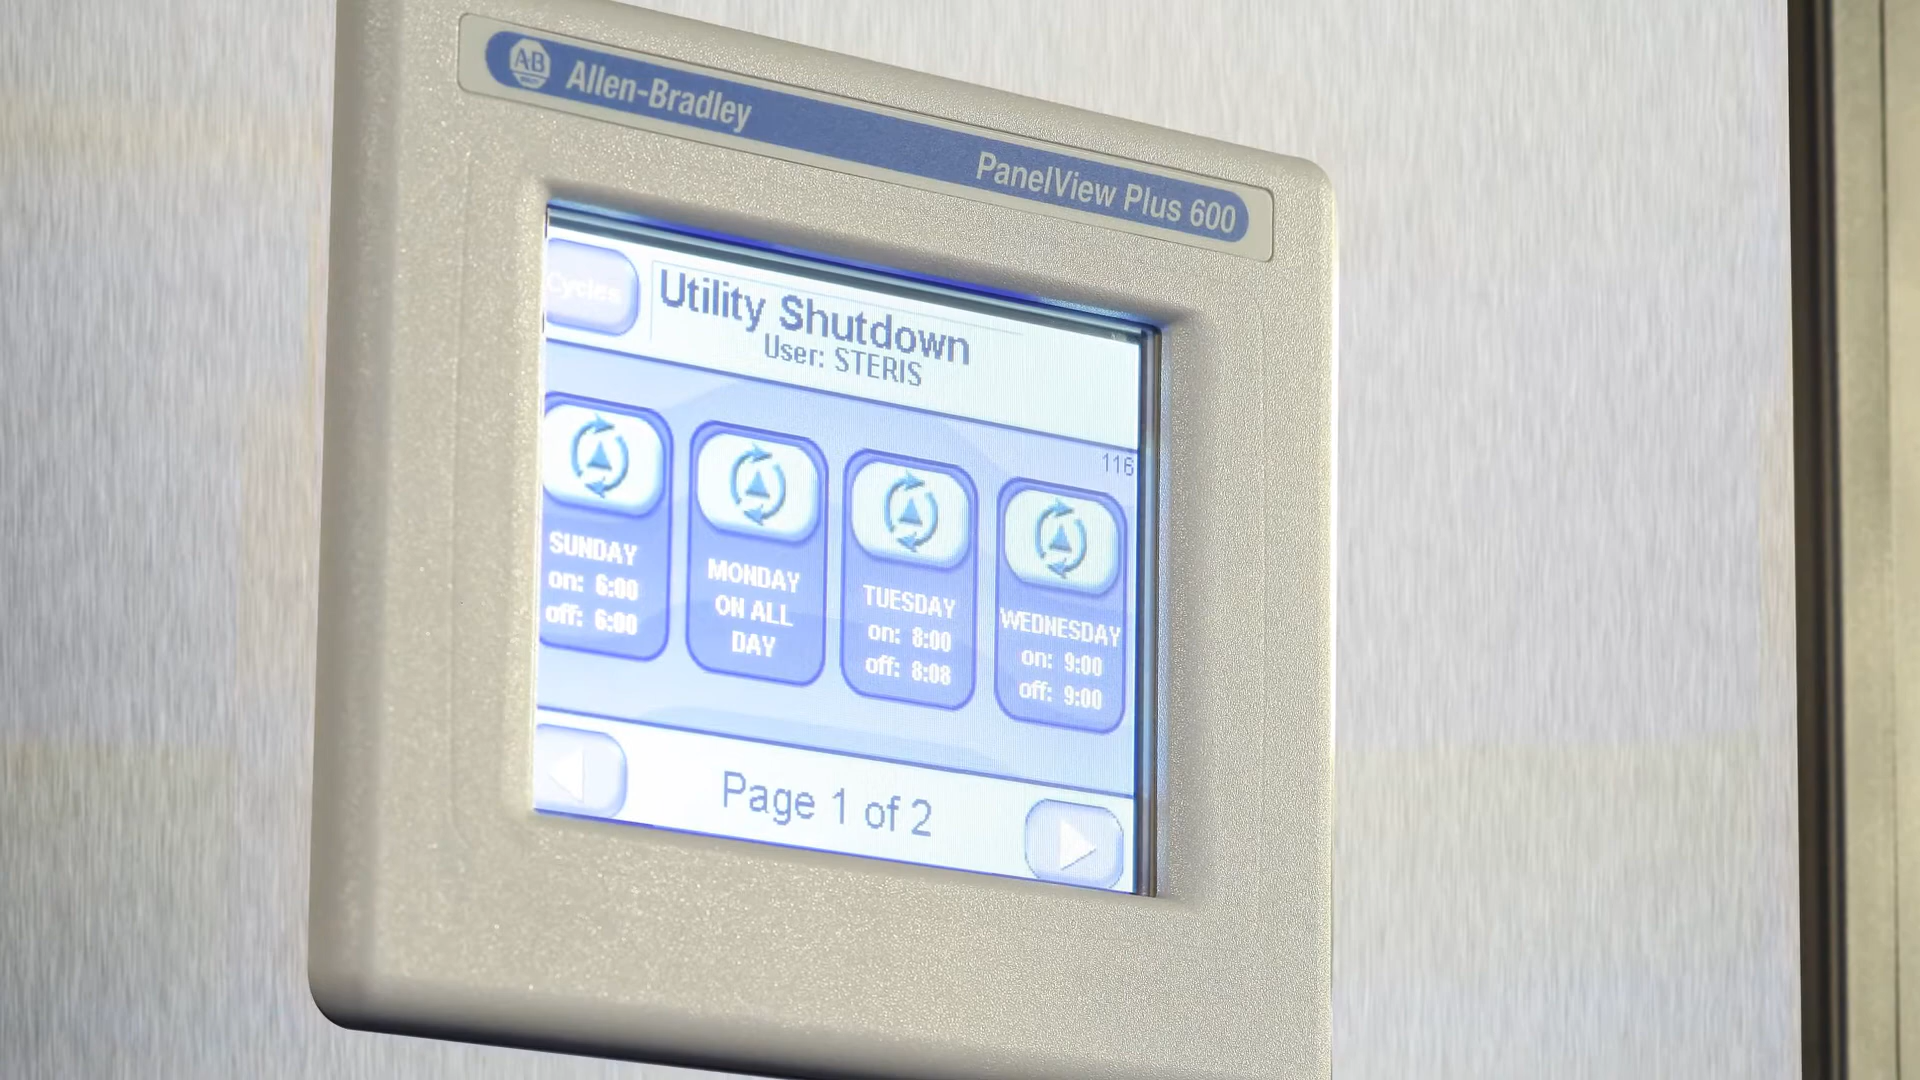 A-B
Allen-Bradley
PanelView Plus 600
Cycles
Utility Shutdown
User: STERIS
116
SUNDAY
on: 6:00
off: 6:00
MONDAY
ON ALL
DAY
TUESDAY
on: 8:00
off: 8:08
WEDNESDAY
on: 9:00
off: 9:00
Page 1 of 2